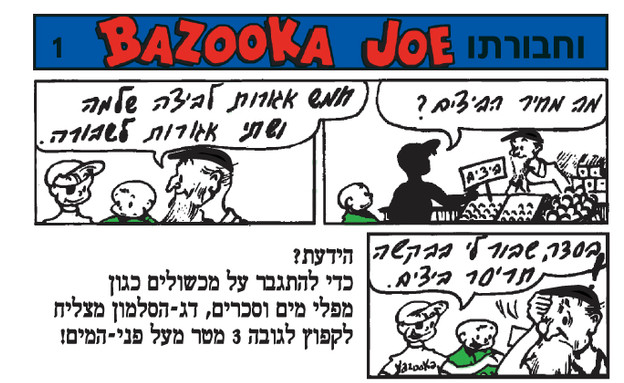 BAZOOKA JOE וחבורתו 1
מה מחיר הביצים?
ביצים
חמש אגורות לביצה שלמה
ושתי אגורות לשבורה.
בסדר, שבור לי בבקשה
תריסר ביצים.
הידעת?
כדי להתגבר על מכשולים כגון
מפלי מים וסכרים, דג-הסלמון מצליח
לקפוץ לגובה 3 מטר מעל פני-המים!